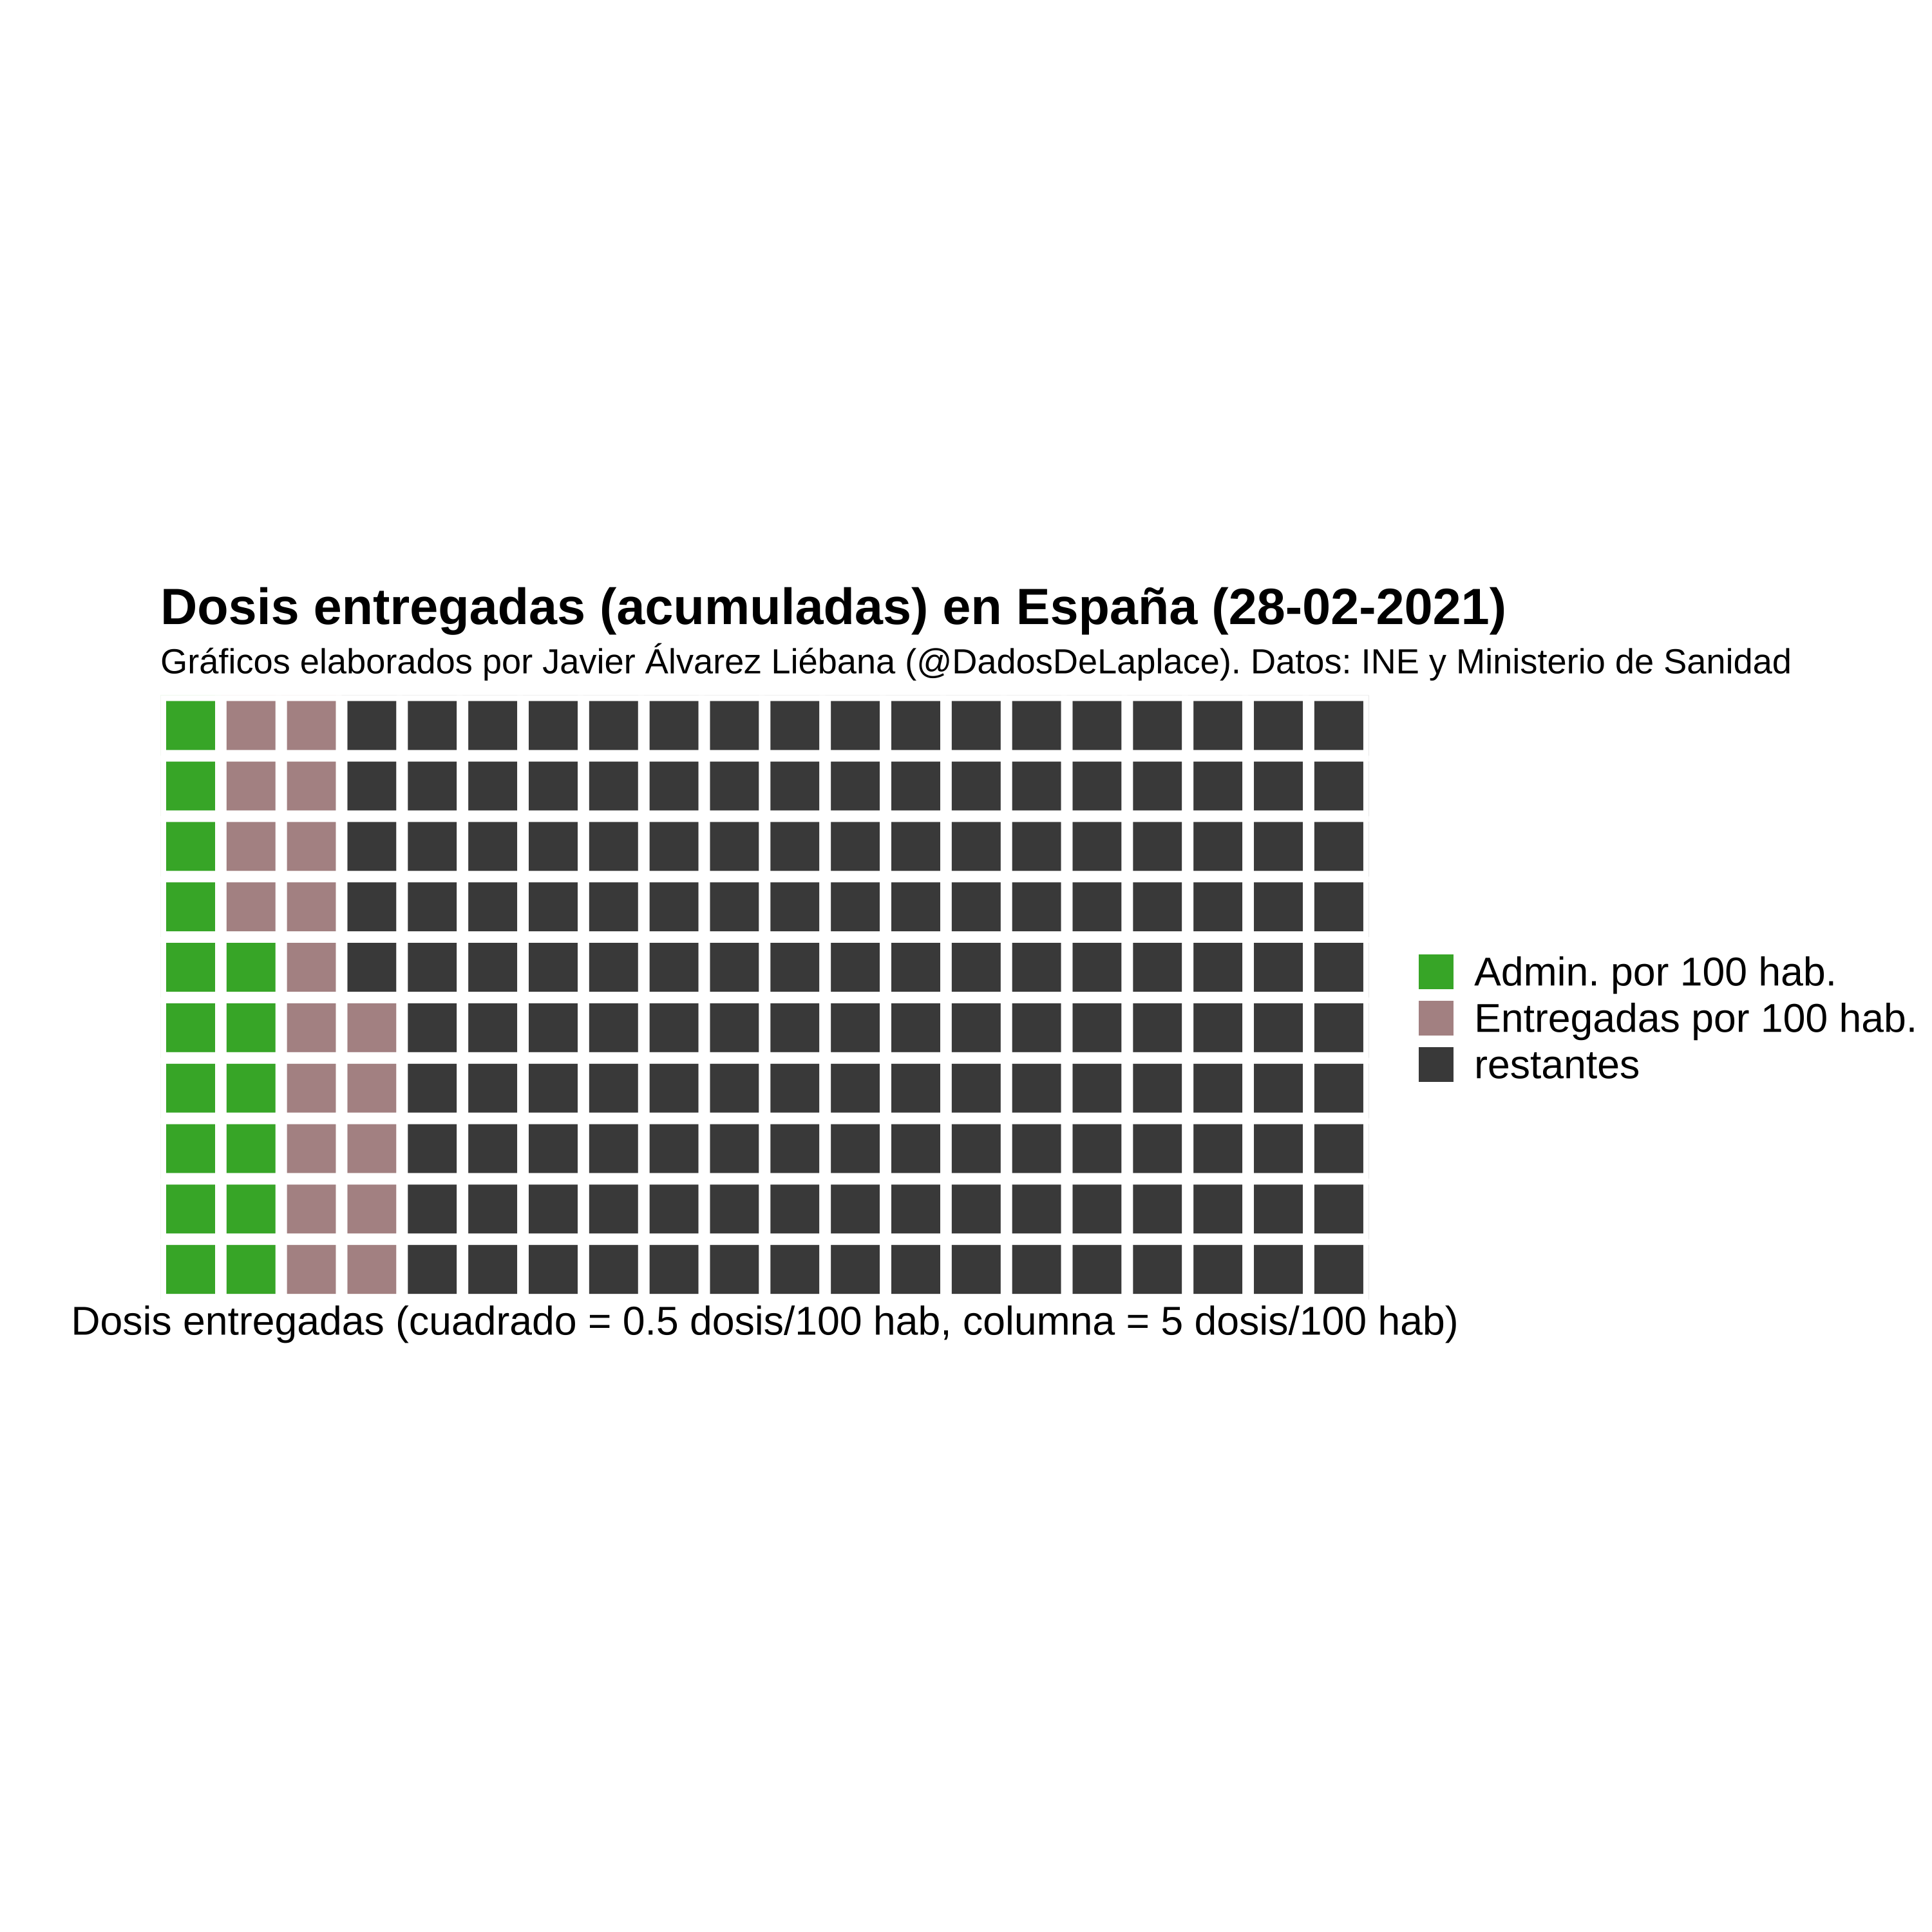 Dosis entregadas (acumuladas) en España (28-02-2021)
Gráficos elaborados por Javier Álvarez Liébana (@DadosDeLaplace). Datos: INE y Ministerio de Sanidad
Admin. por 100 hab.
Entregadas por 100 hab.
restantes
Dosis entregadas (cuadrado = 0.5 dosis/100 hab, columna = 5 dosis/100 hab)